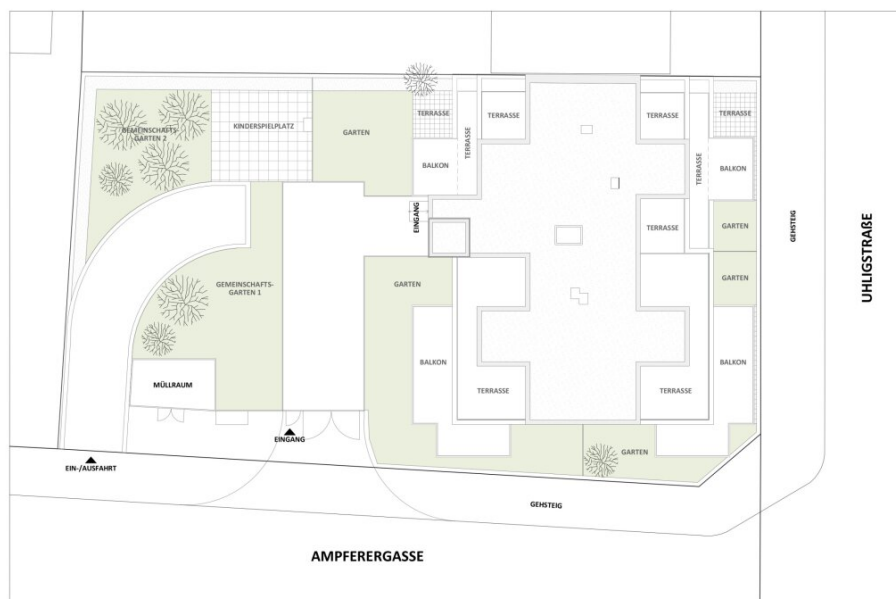 GEMEINSCHAFTS
GARTEN 2
KINDERSPIELPLATZ
GARTEN
TERRASSE
TERRASSE
TERRASSE
BALKON
EINGANG
TERRASSE
TERRASSE
TERRASSE
BALKON
TERRASSE
GARTEN
GARTEN
GEHSTEIG
UHLIGSTRASSE
GEMEINSCHAFTS-
GARTEN 1
GARTEN
MÜLLRAUM
BALKON
TERRASSE
TERRASSE
BALKON
GARTEN
EINGANG
EIN-/AUSFAHRT
GEHSTEIG
AMPFERERGASSE